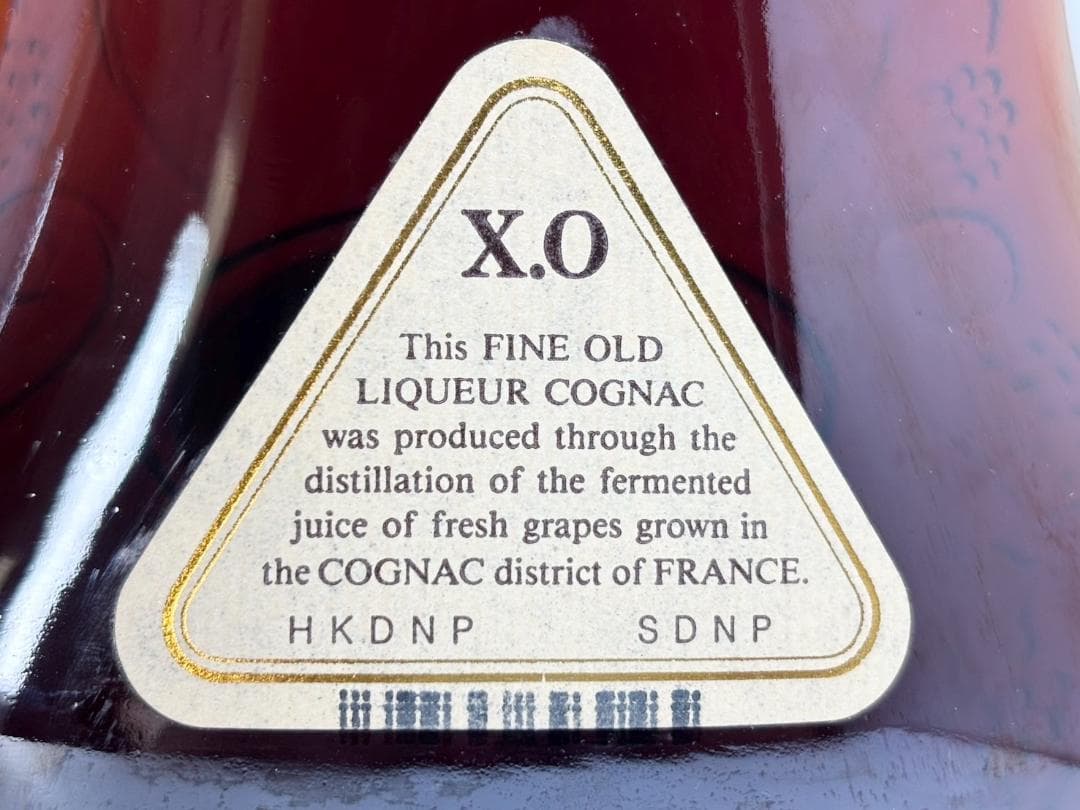 X.O
This FINE OLD
LIQUEUR COGNAC
was produced through the
distillation of the fermented
juice of fresh grapes grown in
the COGNAC district of FRANCE.
HKDNP SDNP